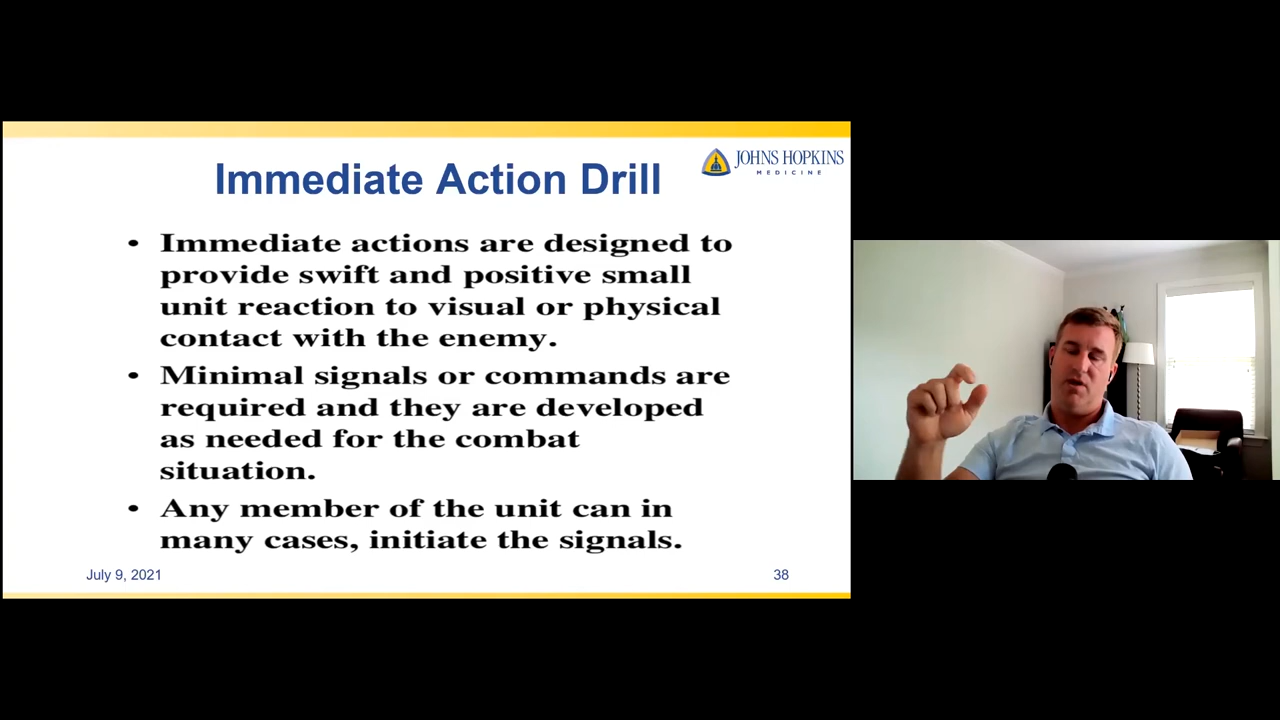 Immediate Action Drill
JOHNS HOPKINS
MEDICINE
• Immediate actions are designed to
provide swift and positive small
unit reaction to visual or physical
contact with the enemy.
• Minimal signals or commands are
required and they are developed
as needed for the combat
situation.
• Any member of the unit can in
many cases, initiate the signals.
July 9, 2021
38